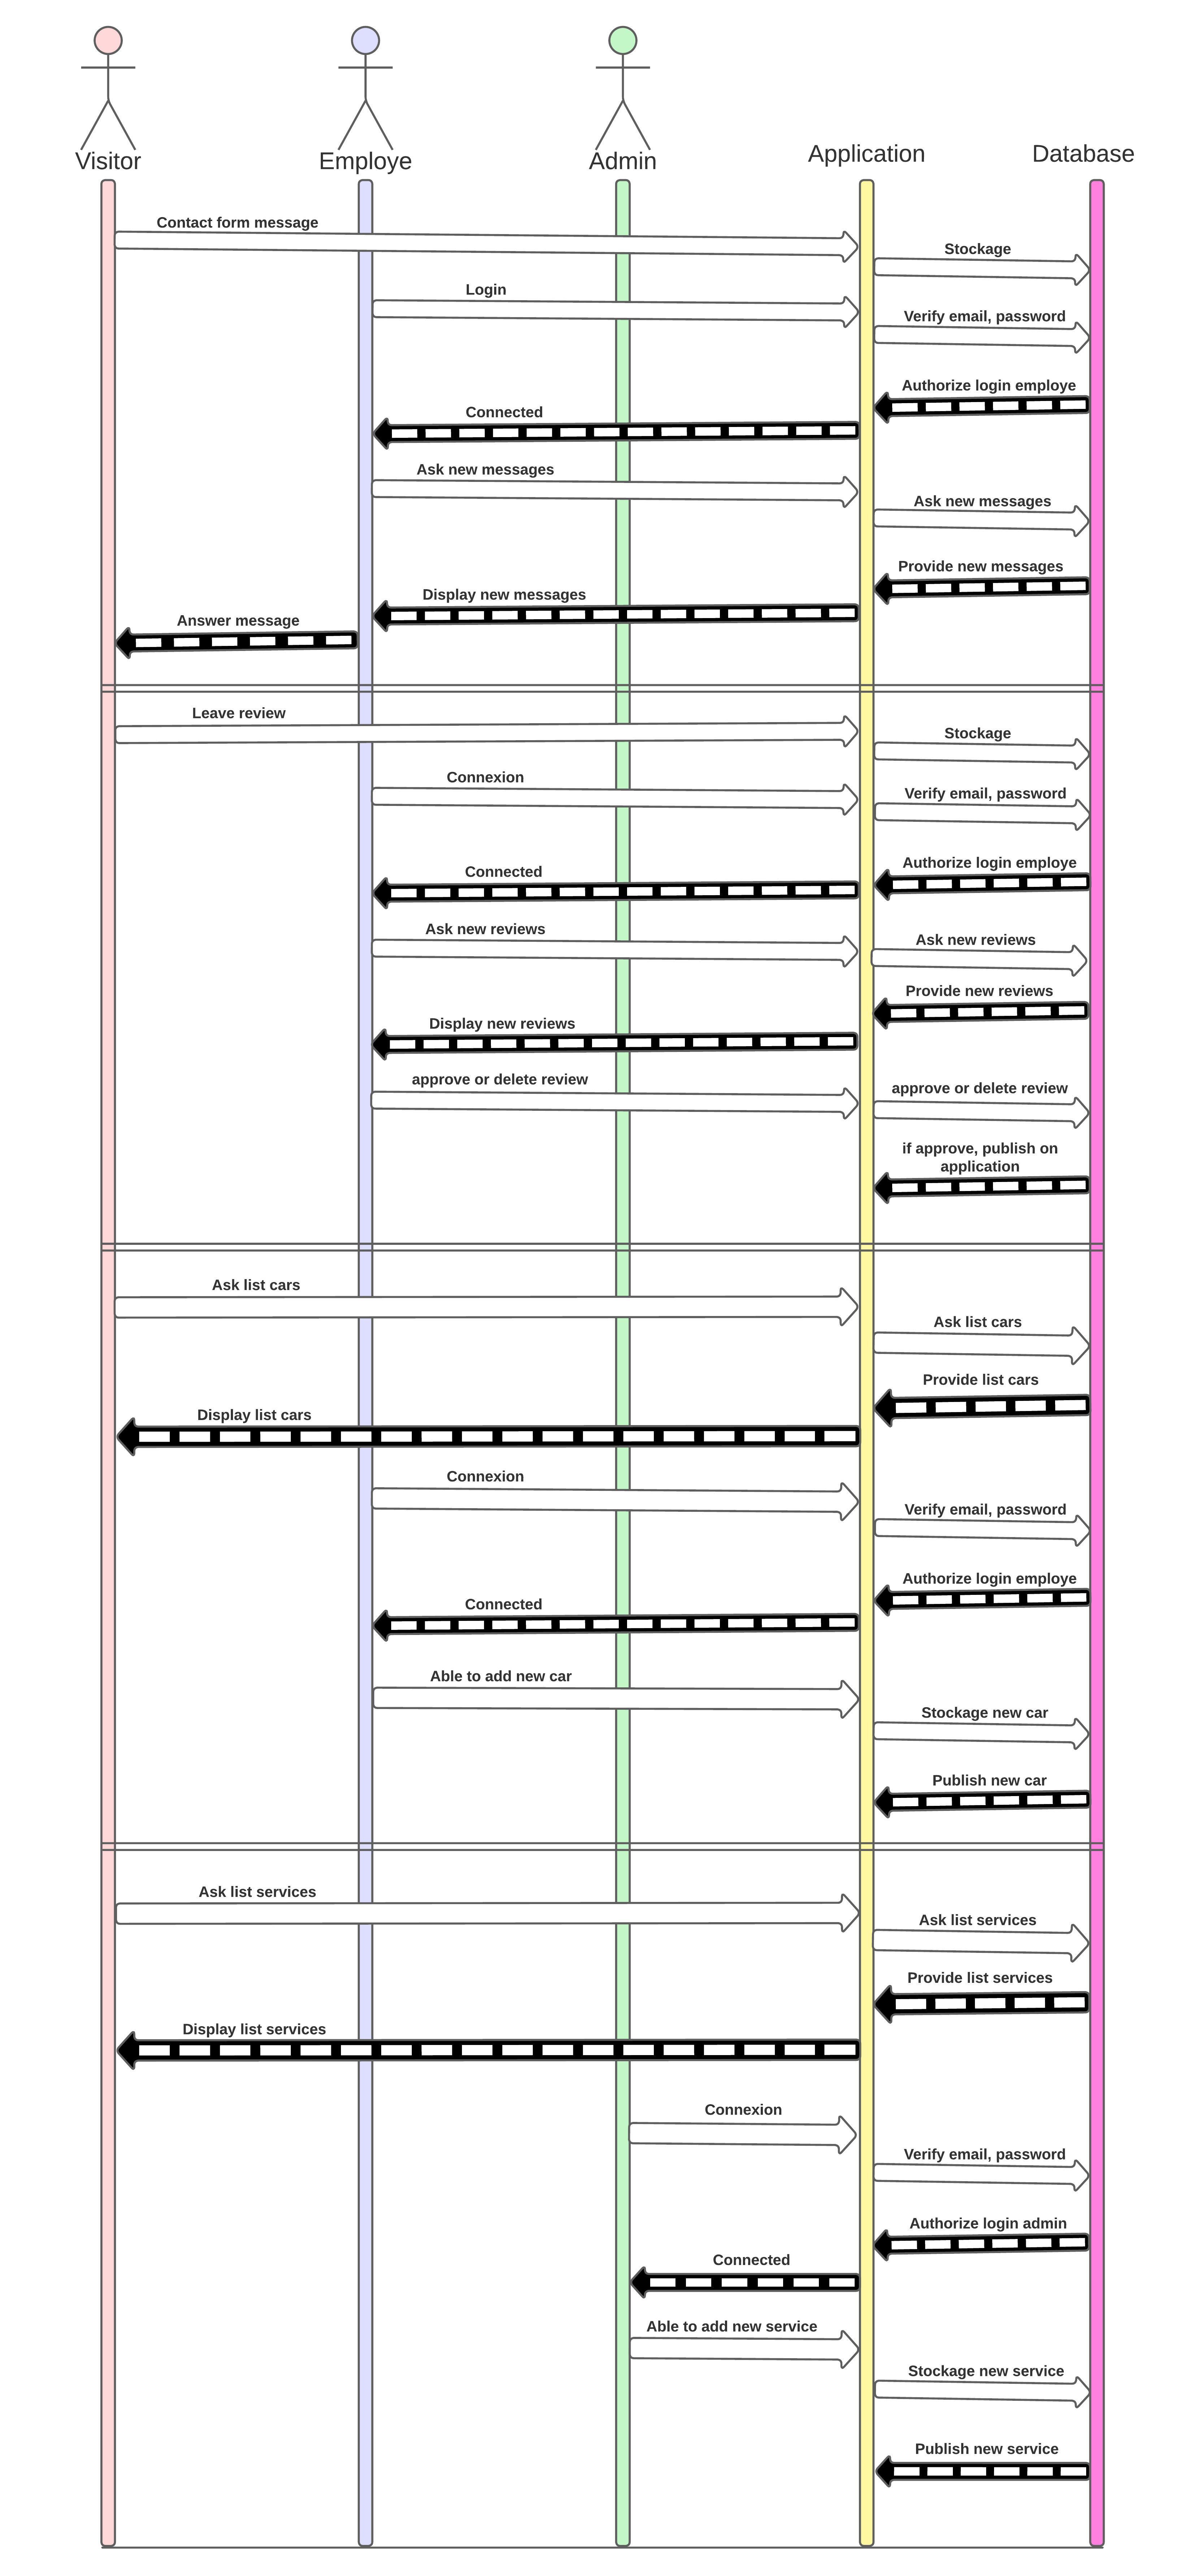 Visitor
Employe
Admin
Application
Database
Contact form message
Stockage
Login
Verify email, password
Authorize login employe
Connected
Ask new messages
Ask new messages
Provide new messages
Display new messages
Answer message
Leave review
Stockage
Connexion
Verify email, password
Authorize login employe
Connected
Ask new reviews
Ask new reviews
Provide new reviews
Display new reviews
approve or delete review
approve or delete review
if approve, publish on
application
Ask list cars
Ask list cars
Provide list cars
Display list cars
Connexion
Verify email, password
Authorize login employe
Connected
Able to add new car
Stockage new car
Publish new car
Ask list services
Ask list services
Provide list services
Display list services
Connexion
Verify email, password
Authorize login admin
Connected
Able to add new service
Stockage new service
Publish new service